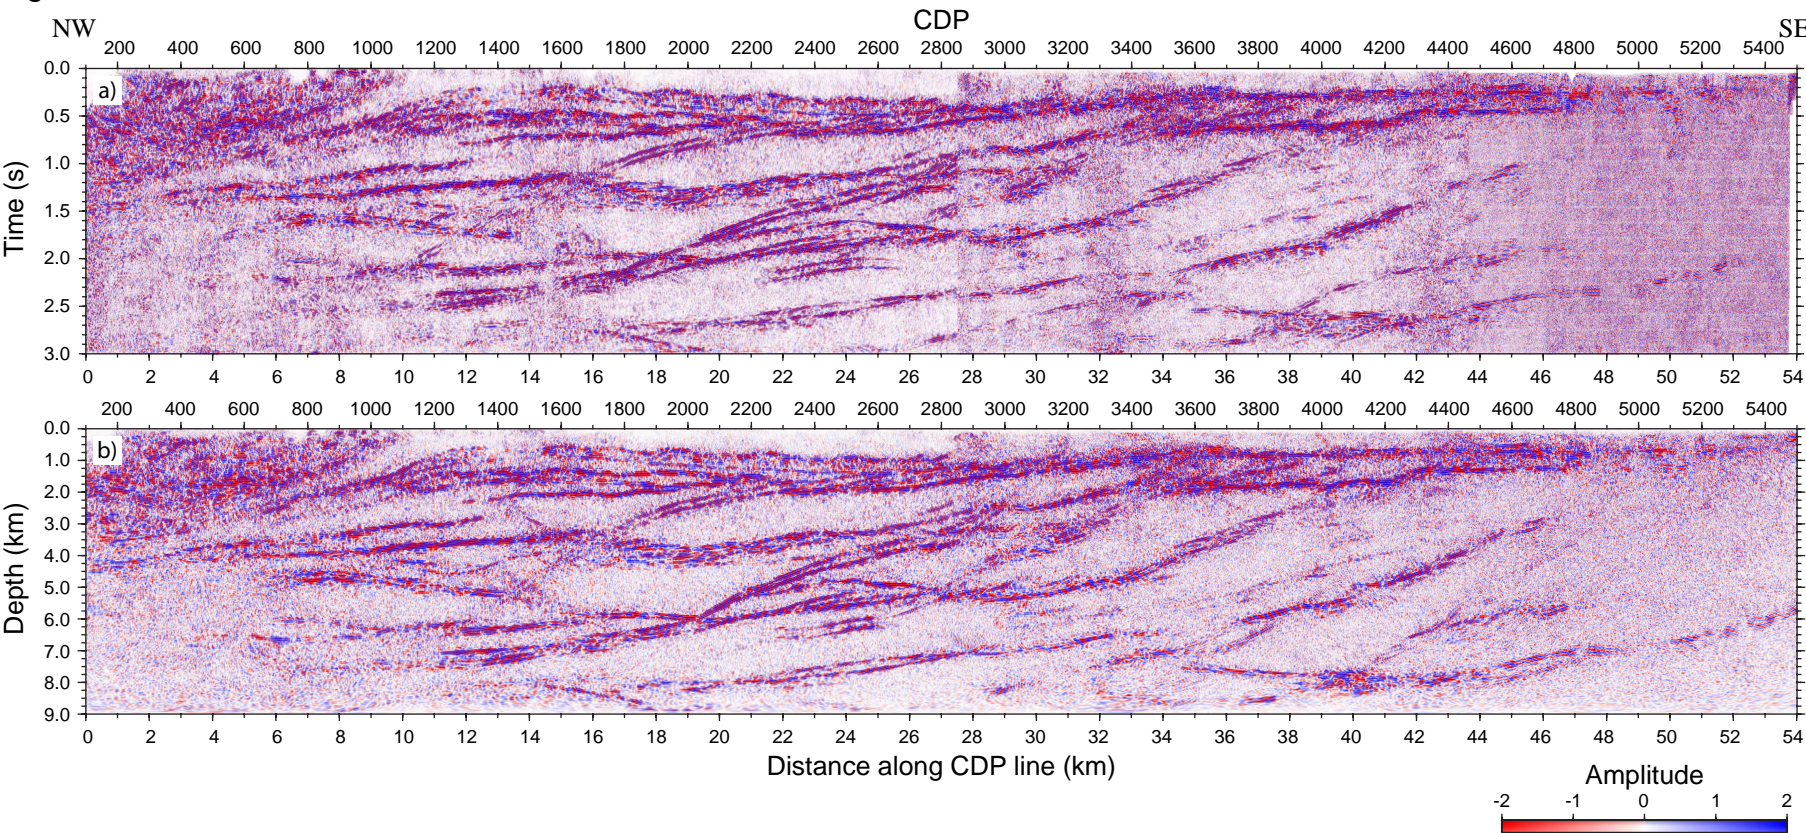 CDP
NW SE
200 400 600 800 1000 1200 1400 1600 1800 2000 2200 2400 2600 2800 3000 3200 3400 3600 3800 4000 4200 4400 4600 4800 5000 5200 5400
a)
Time (s)
0.0
0.5
1.0
1.5
2.0
2.5
3.0
0 2 4 6 8 10 12 14 16 18 20 22 24 26 28 30 32 34 36 38 40 42 44 46 48 50 52 54
200 400 600 800 1000 1200 1400 1600 1800 2000 2200 2400 2600 2800 3000 3200 3400 3600 3800 4000 4200 4400 4600 4800 5000 5200 5400
b)
Depth (km)
0.0
1.0
2.0
3.0
4.0
5.0
6.0
7.0
8.0
9.0
0 2 4 6 8 10 12 14 16 18 20 22 24 26 28 30 32 34 36 38 40 42 44 46 48 50 52 54
Distance along CDP line (km)
Amplitude
-2 -1 0 1 2